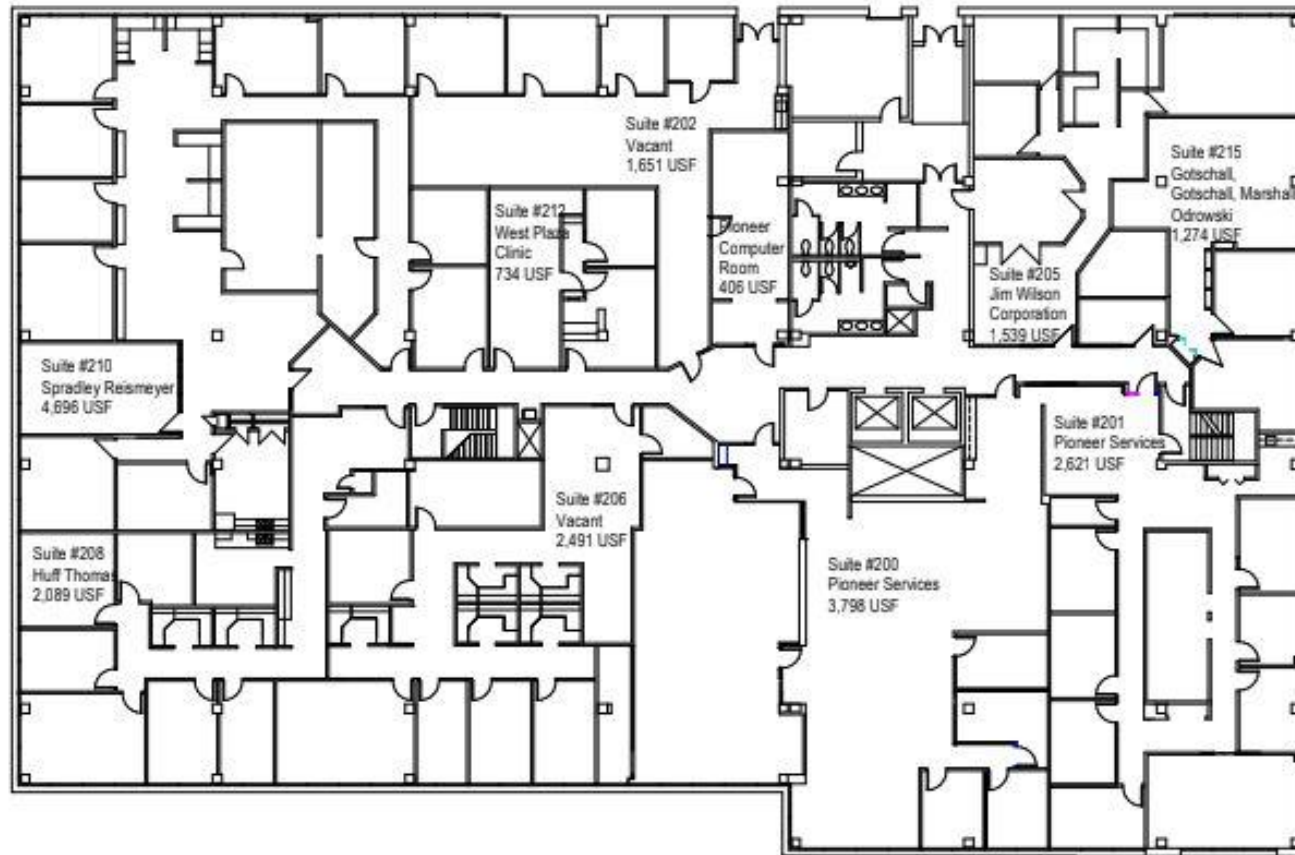 Suite #202
Vacant
1,651 USF
Suite #215
Gotschall,
Gotschall, Marshall
Odrowski
1,274 USF
Suite #212
West Plaza
Clinic
734 USF
Pioneer
Computer
Room
406 USF
Suite #205
Jim Wilson
Corporation
1,539 USF
Suite #210
Spradley Reismeyer
4,696 USF
Suite #201
Pioneer Services
2,621 USF
Suite #206
Vacant
2,491 USF
Suite #208
Huff Thomas
2,089 USF
Suite #200
Pioneer Services
3,798 USF